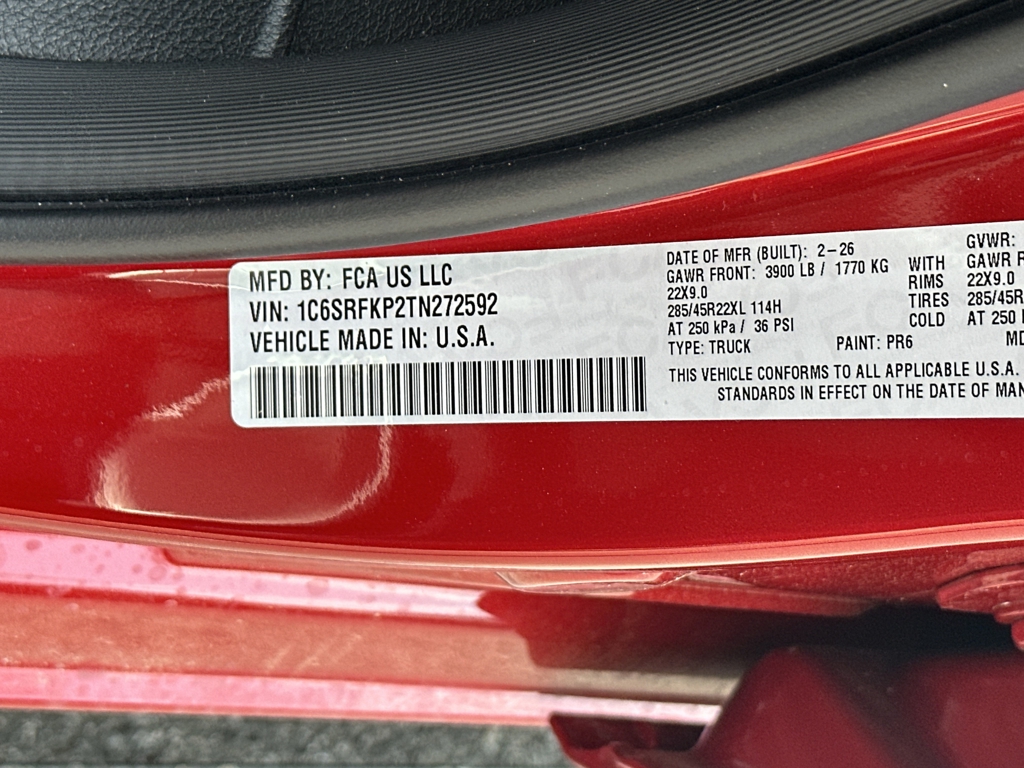 MFD BY: FCA US LLC
VIN: 1C6SRFKP2TN272592
VEHICLE MADE IN: U.S.A.
DATE OF MFR (BUILT): 2-26
GAWR FRONT: 3900 LB / 1770 KG
22X9.0
285/45R22XL 114H
AT 250 kPa / 36 PSI
TYPE: TRUCK
WITH
RIMS
TIRES
COLD
PAINT: PR6
GVWR:
GAWR R
22X9.0
285/45R
AT 250
MD
THIS VEHICLE CONFORMS TO ALL APPLICABLE U.S.A.
STANDARDS IN EFFECT ON THE DATE OF MAN